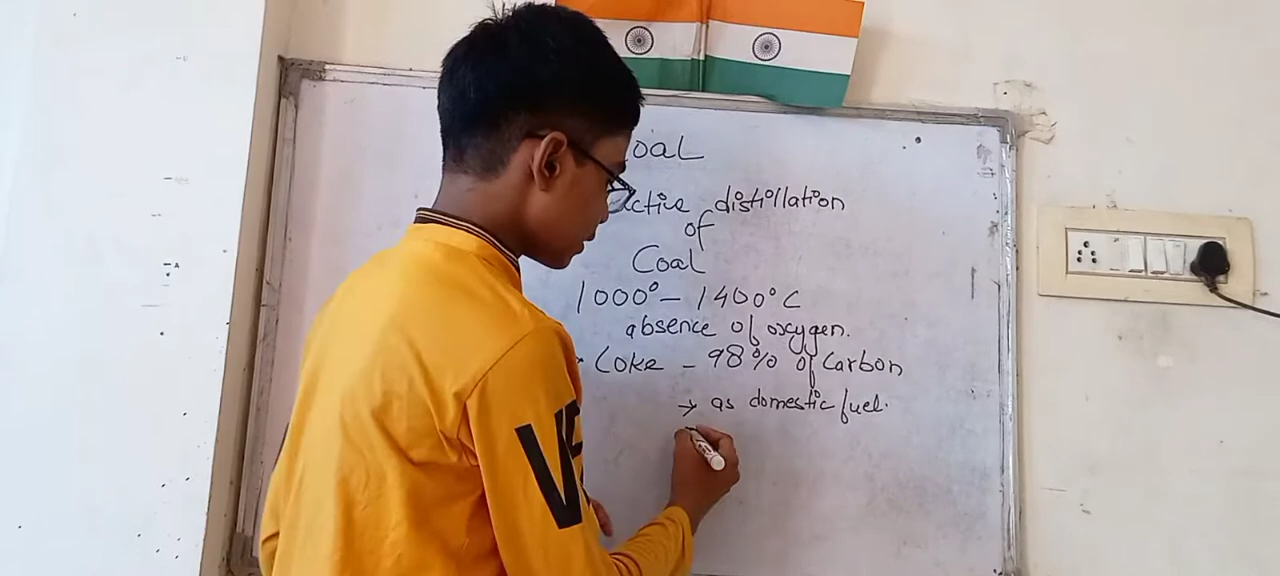 oal
ctive distillation
of
Coal
1000° - 1400° C
absence of oxygen.
Coke - 98% of Carbon
→ as domestic fuel.